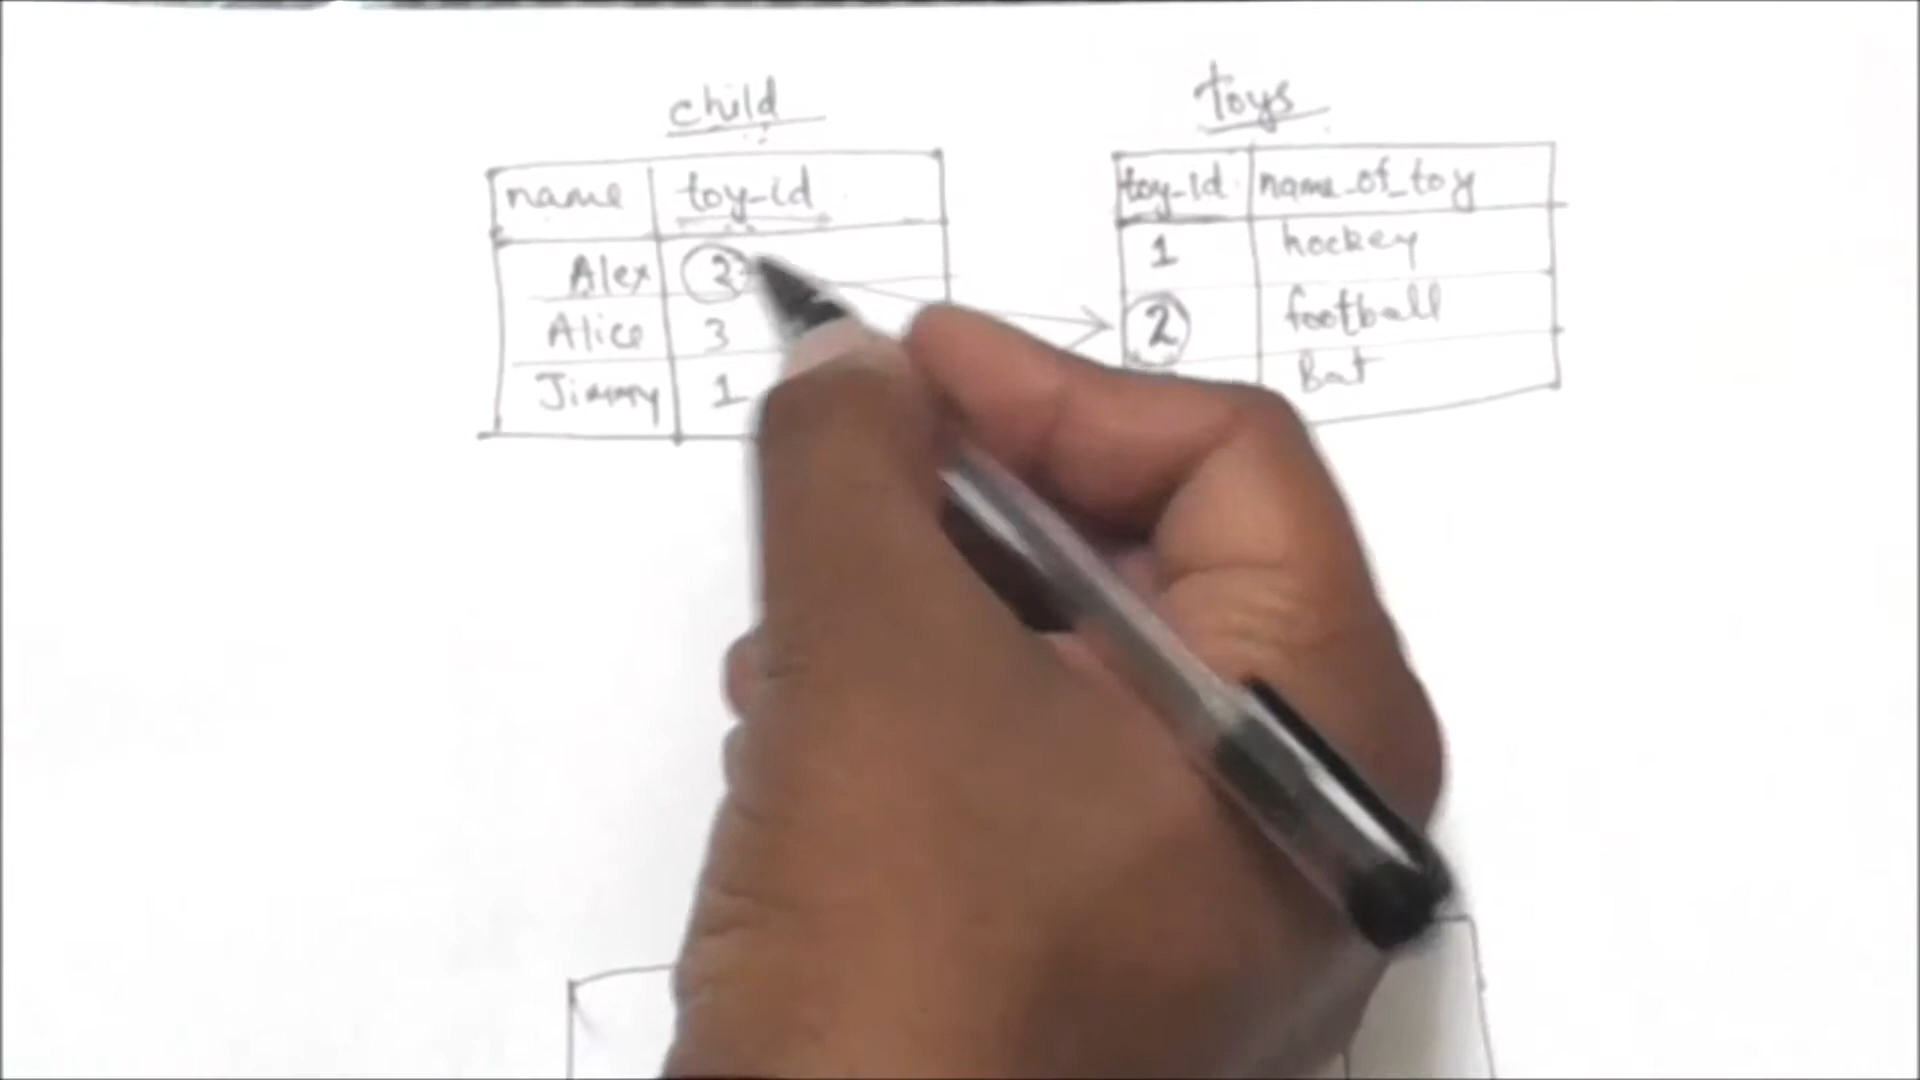 child
name toy-id
Alex 2
Alice 3
Jimmy 1
toys
toy-id name_of_toy
1 hockey
2 football
Bat